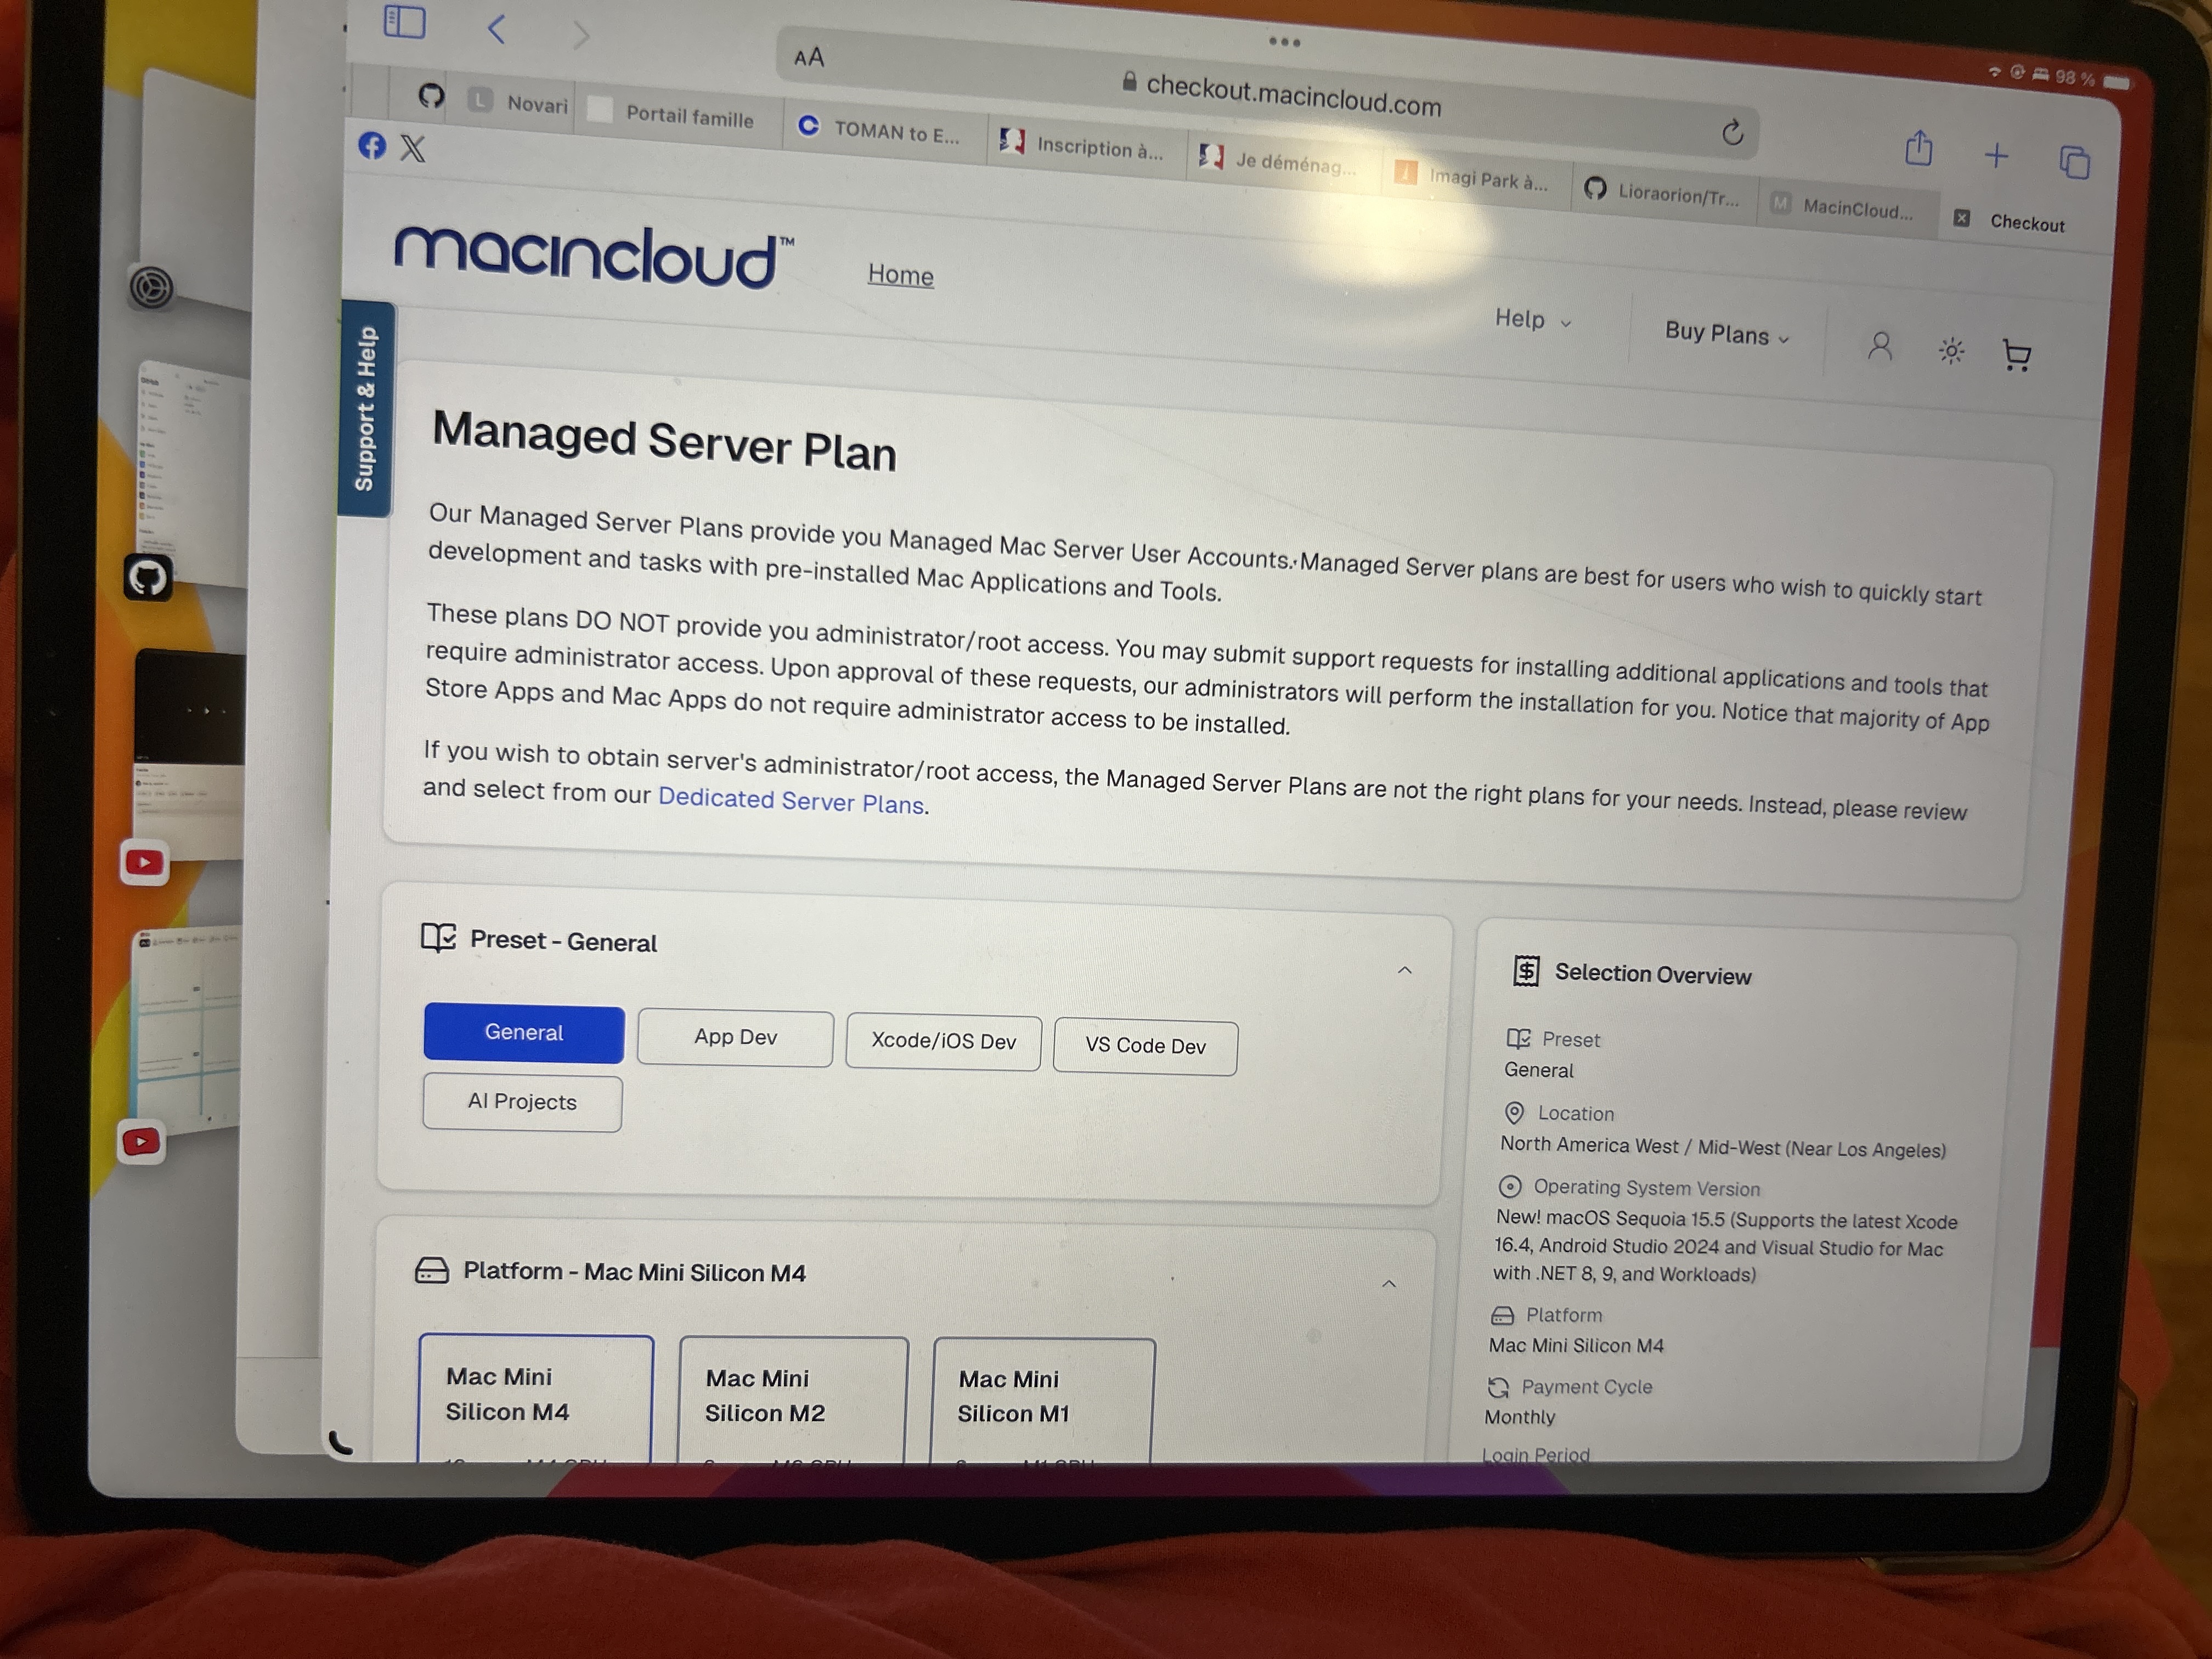 98 %
AA
checkout.macincloud.com
L Novari
Portail famille
TOMAN to E...
Inscription à...
Je déménag...
Imagi Park à...
Lioraorion/Tr...
M MacinCloud...
Checkout
macincloud™
Home
Help
Buy Plans
Support & Help
Managed Server Plan
Our Managed Server Plans provide you Managed Mac Server User Accounts. Managed Server plans are best for users who wish to quickly start
development and tasks with pre-installed Mac Applications and Tools.
These plans DO NOT provide you administrator/root access. You may submit support requests for installing additional applications and tools that
require administrator access. Upon approval of these requests, our administrators will perform the installation for you. Notice that majority of App
Store Apps and Mac Apps do not require administrator access to be installed.
If you wish to obtain server's administrator/root access, the Managed Server Plans are not the right plans for your needs. Instead, please review
and select from our Dedicated Server Plans.
Preset - General
General
App Dev
Xcode/iOS Dev
VS Code Dev
AI Projects
Platform - Mac Mini Silicon M4
Mac Mini
Silicon M4
Mac Mini
Silicon M2
Mac Mini
Silicon M1
Selection Overview
Preset
General
Location
North America West / Mid-West (Near Los Angeles)
Operating System Version
New! macOS Sequoia 15.5 (Supports the latest Xcode
16.4, Android Studio 2024 and Visual Studio for Mac
with .NET 8, 9, and Workloads)
Platform
Mac Mini Silicon M4
Payment Cycle
Monthly
Login Period